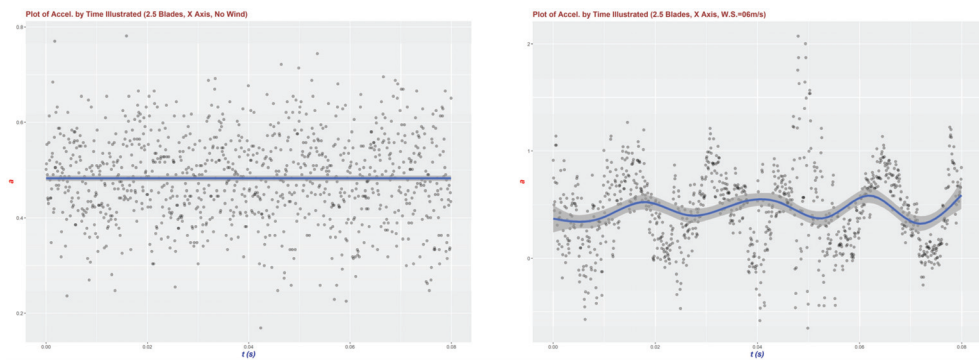 Plot of Accel. by Time Illustrated (2.5 Blades, X Axis, No Wind)
0.8
0.6
a
0.4
0.2
0.00 0.02 0.04 0.06 0.08
t (s)
Plot of Accel. by Time Illustrated (2.5 Blades, X Axis, W.S.=06m/s)
2
1
a
0
0.00 0.02 0.04 0.06 0.08
t (s)